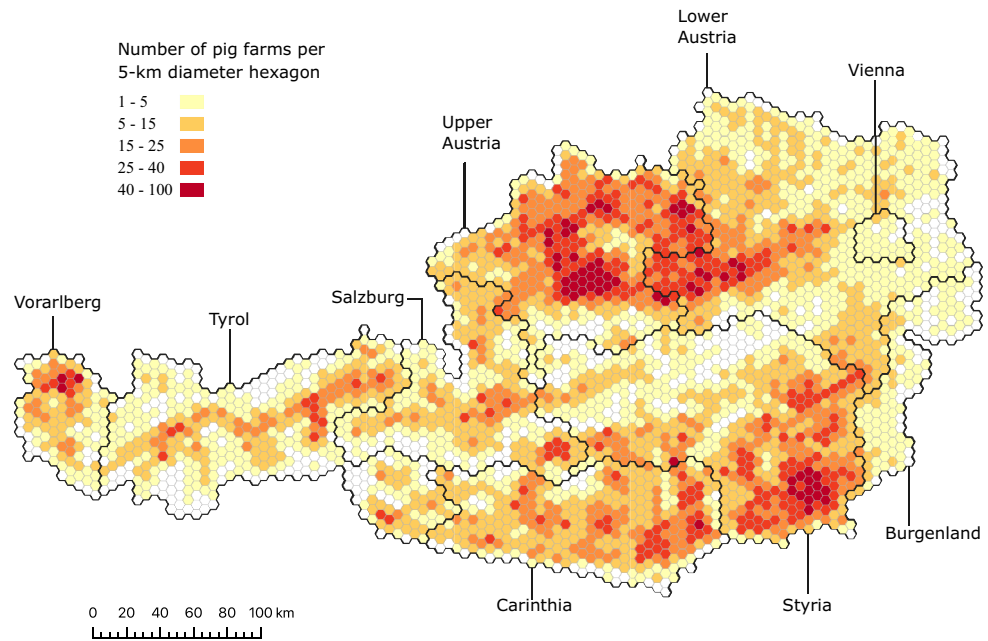 Number of pig farms per
5-km diameter hexagon
1 - 5
5 - 15
15 - 25
25 - 40
40 - 100
Lower
Austria
Vienna
Upper
Austria
Salzburg
Vorarlberg
Tyrol
Burgenland
Carinthia
Styria
0 20 40 60 80 100 km